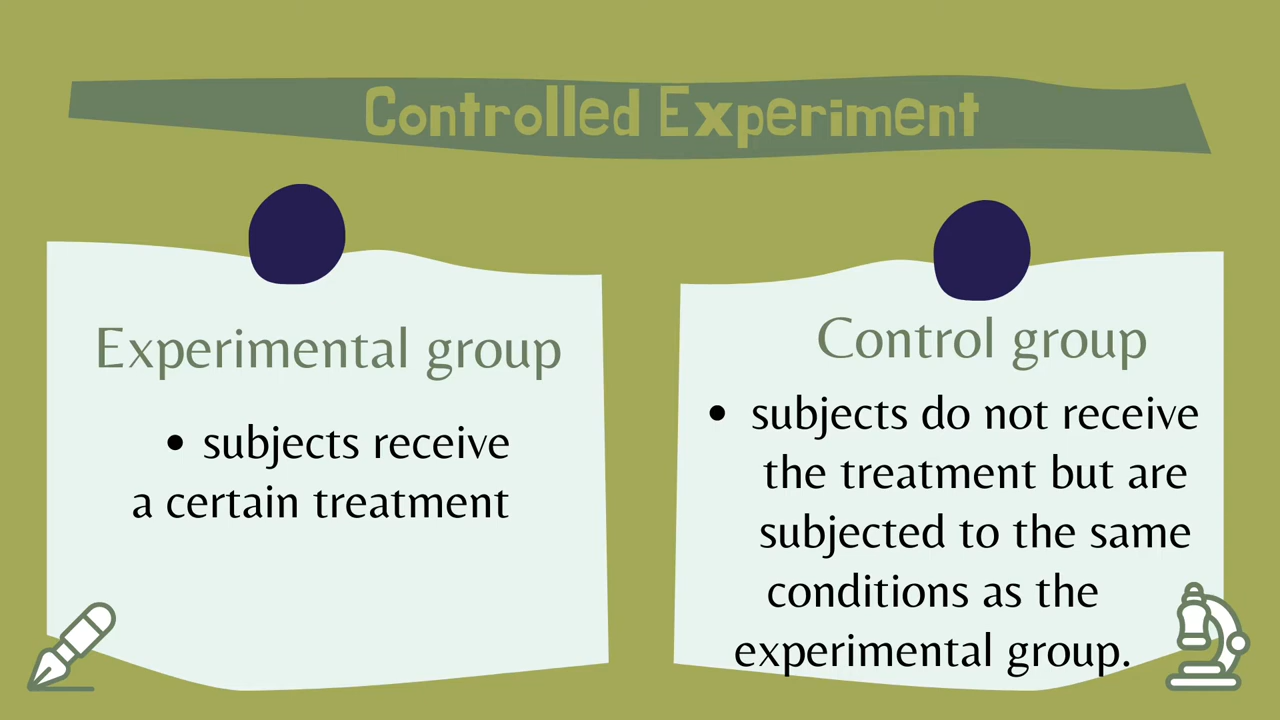 Controlled Experiment
Experimental group
• subjects receive
a certain treatment
Control group
• subjects do not receive
the treatment but are
subjected to the same
conditions as the
experimental group.